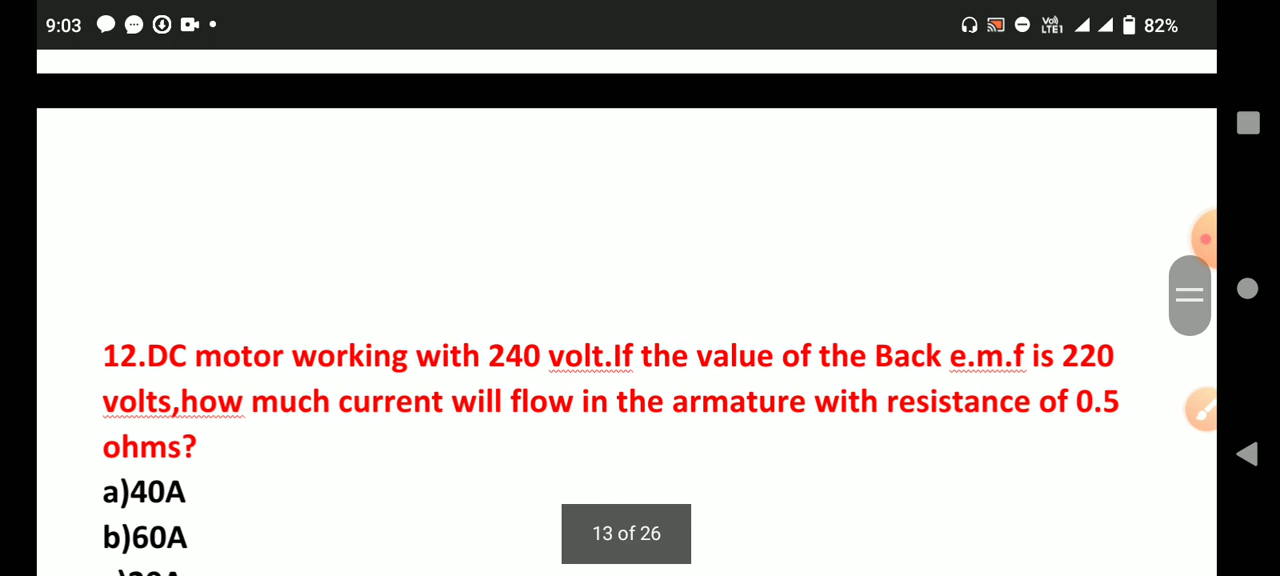 9:03
Vo)) LTE1 82%
12.DC motor working with 240 volt.If the value of the Back e.m.f is 220
volts,how much current will flow in the armature with resistance of 0.5
ohms?
a)40A
b)60A
13 of 26